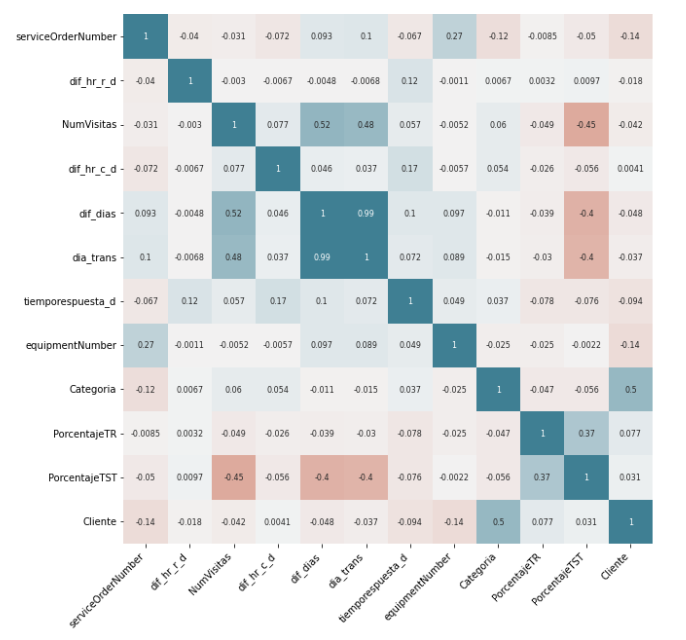 serviceOrderNumber 1 -0.04 -0.031 -0.072 0.093 0.1 -0.067 0.27 -0.12 -0.0085 -0.05 -0.14
dif_hr_r_d -0.04 1 -0.003 -0.0067 -0.0048 -0.0068 0.12 -0.0011 0.0067 0.0032 0.0097 -0.018
NumVisitas -0.031 -0.003 1 0.077 0.52 0.48 0.057 -0.0052 0.06 -0.049 -0.45 -0.042
dif_hr_c_d -0.072 -0.0067 0.077 1 0.046 0.037 0.17 -0.0057 0.054 -0.026 -0.056 0.0041
dif_dias 0.093 -0.0048 0.52 0.046 1 0.99 0.1 0.097 -0.011 -0.039 -0.4 -0.048
dia_trans 0.1 -0.0068 0.48 0.037 0.99 1 0.072 0.089 -0.015 -0.03 -0.4 -0.037
tiemporespuesta_d -0.067 0.12 0.057 0.17 0.1 0.072 1 0.049 0.037 -0.078 -0.076 -0.094
equipmentNumber 0.27 -0.0011 -0.0052 -0.0057 0.097 0.089 0.049 1 -0.025 -0.025 -0.0022 -0.14
Categoria -0.12 0.0067 0.06 0.054 -0.011 -0.015 0.037 -0.025 1 -0.047 -0.056 0.5
PorcentajeTR -0.0085 0.0032 -0.049 -0.026 -0.039 -0.03 -0.078 -0.025 -0.047 1 0.37 0.077
PorcentajeTST -0.05 0.0097 -0.45 -0.056 -0.4 -0.4 -0.076 -0.0022 -0.056 0.37 1 0.031
Cliente -0.14 -0.018 -0.042 0.0041 -0.048 -0.037 -0.094 -0.14 0.5 0.077 0.031 1
serviceOrderNumber dif_hr_r_d NumVisitas dif_hr_c_d dif_dias dia_trans tiemporespuesta_d equipmentNumber Categoria PorcentajeTR PorcentajeTST Cliente